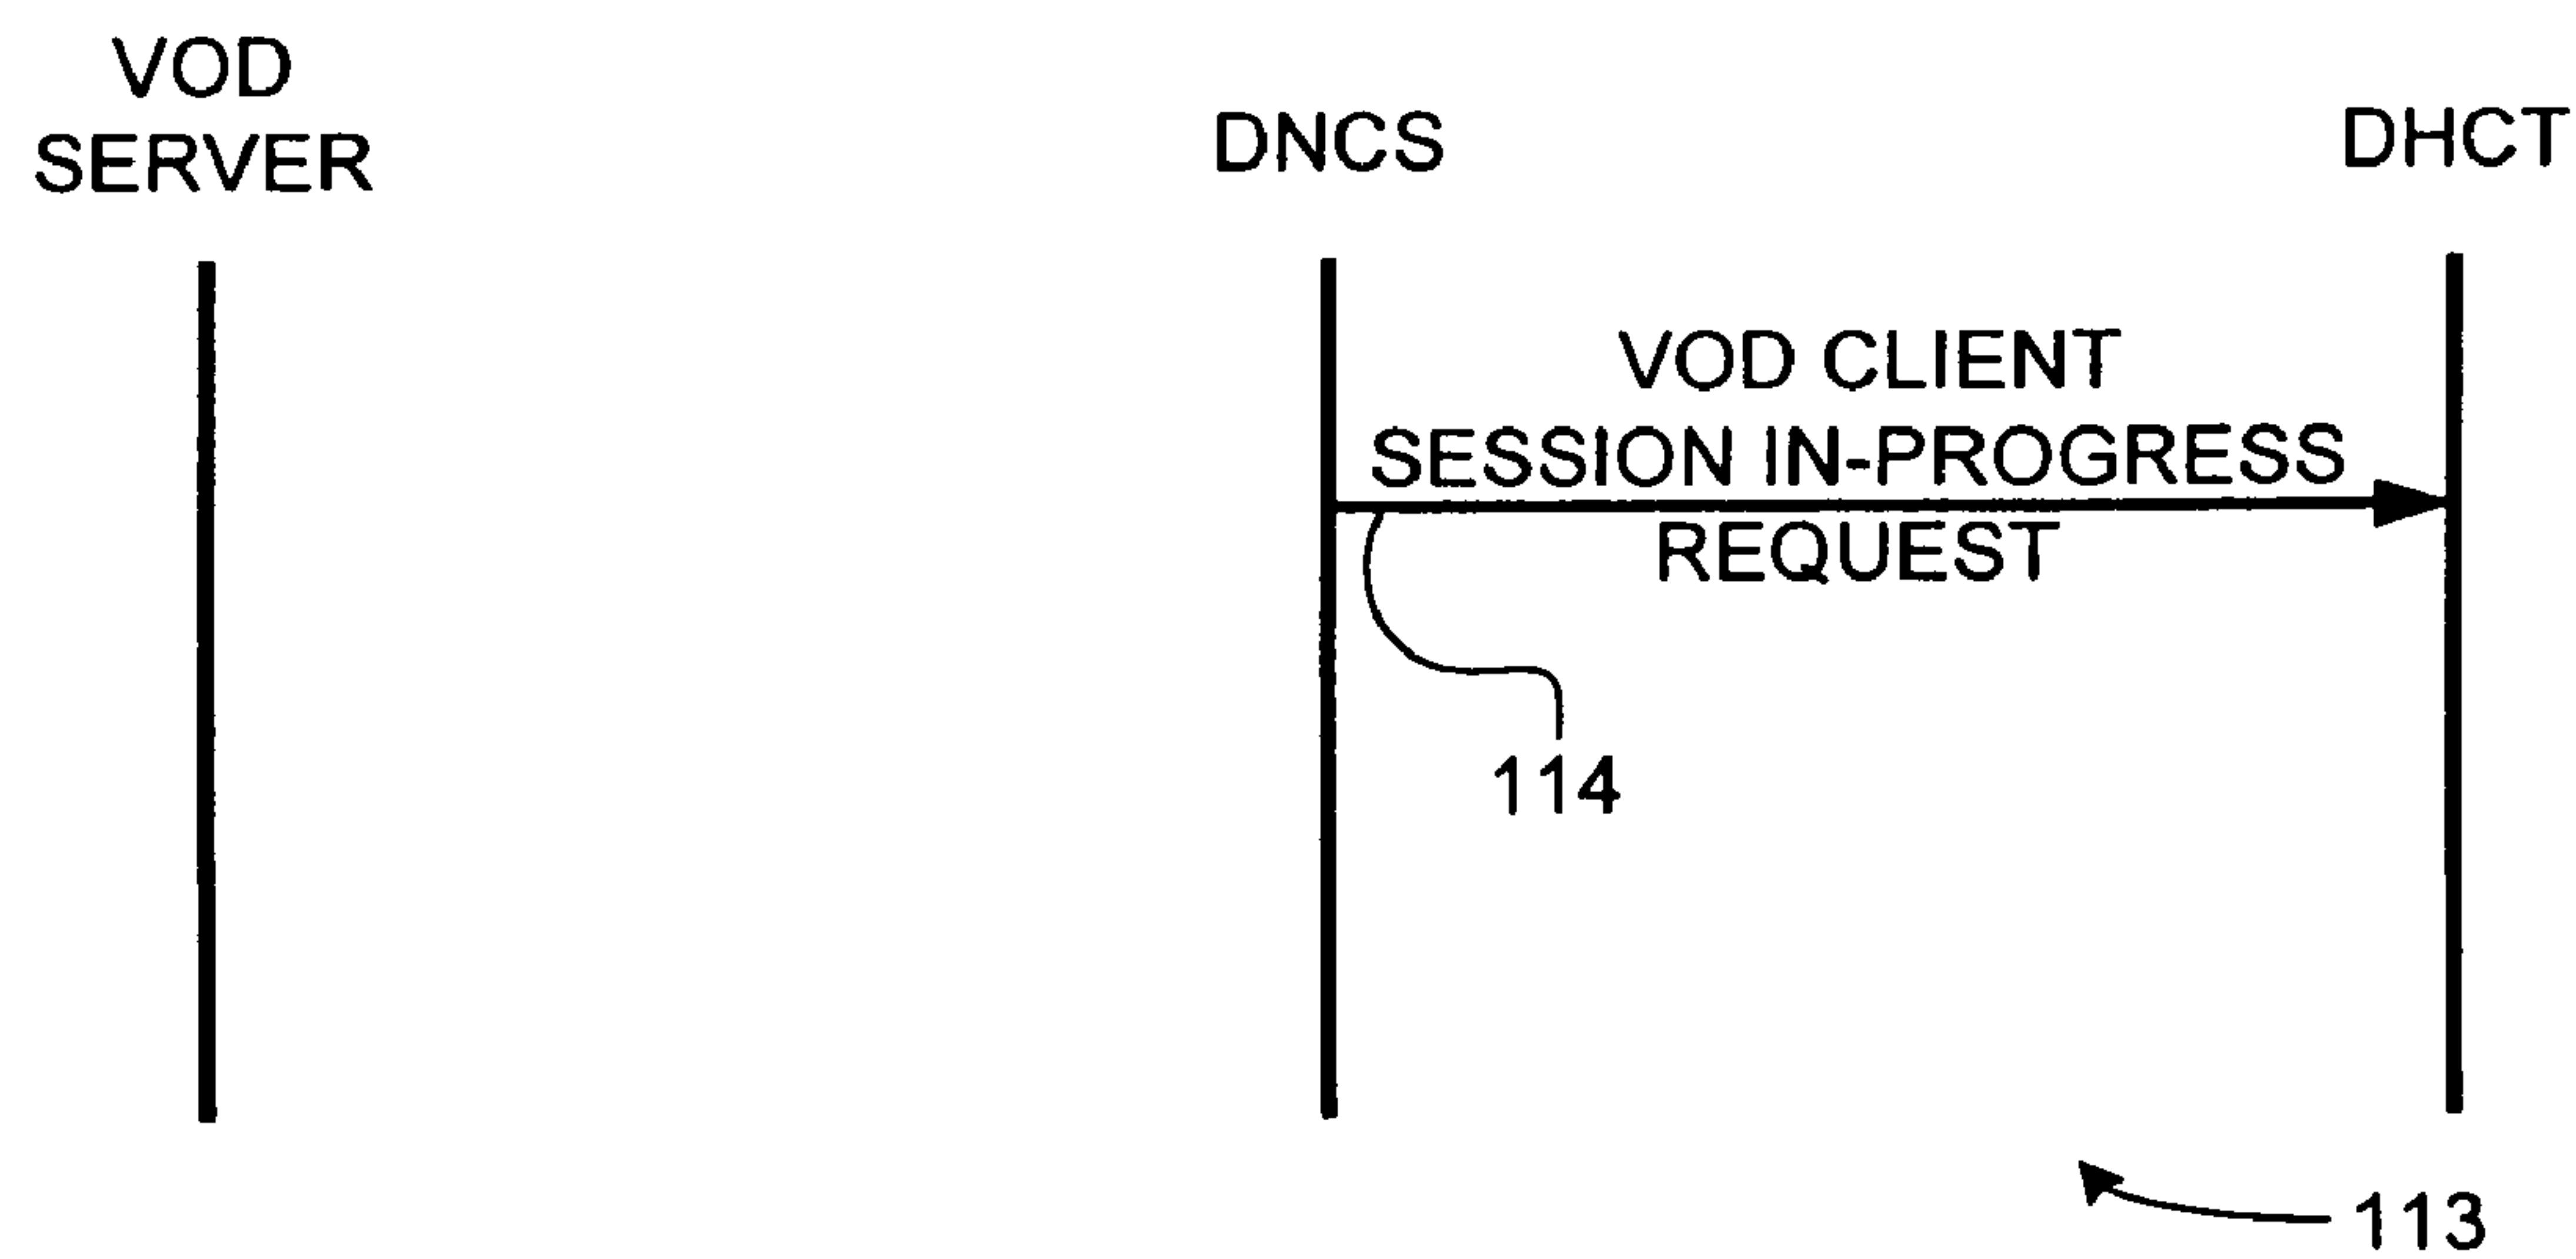 VOD
SERVER
DNCS
DHCT
VOD CLIENT
SESSION IN-PROGRESS
REQUEST
114
113